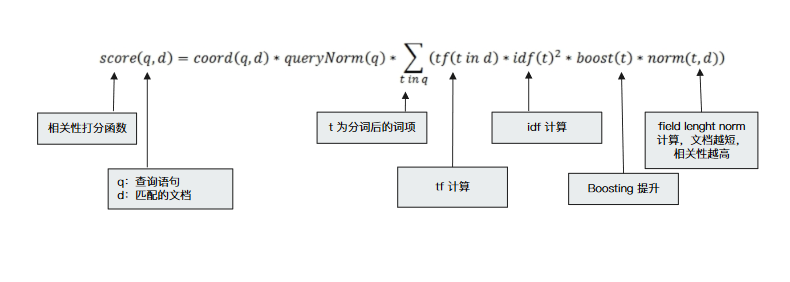 score(q,d) = coord(q,d) * queryNorm(q) * ∑ (tf(t in d) * idf(t)² * boost(t) * norm(t,d))
t in q
相关性打分函数
t 为分词后的词项
idf 计算
field lenght norm
计算，文档越短，
相关性越高
q：查询语句
d：匹配的文档
tf 计算
Boosting 提升